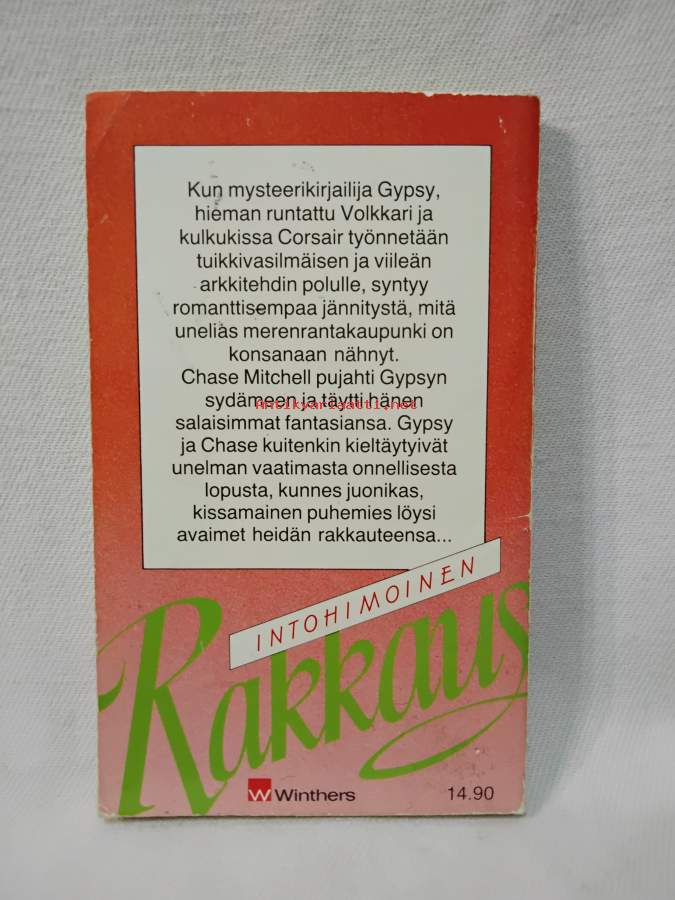 Kun mysteerikirjailija Gypsy,
hieman runtattu Volkkari ja
kulkukissa Corsair työnnetään
tuikkivasilmäisen ja viileän
arkkitehdin polulle, syntyy
romanttisempaa jännitystä, mitä
unelias merenrantakaupunki on
konsanaan nähnyt.
Chase Mitchell pujahti Gypsyn
sydämeen ja täytti hänen
Antikvariaatti.net
salaisimmat fantasiansa. Gypsy
ja Chase kuitenkin kieltäytyivät
unelman vaatimasta onnellisesta
lopusta, kunnes juonikas,
kissamainen puhemies löysi
avaimet heidän rakkauteensa...
INTOHIMOINEN
Rakkaus
W Winthers
14.90